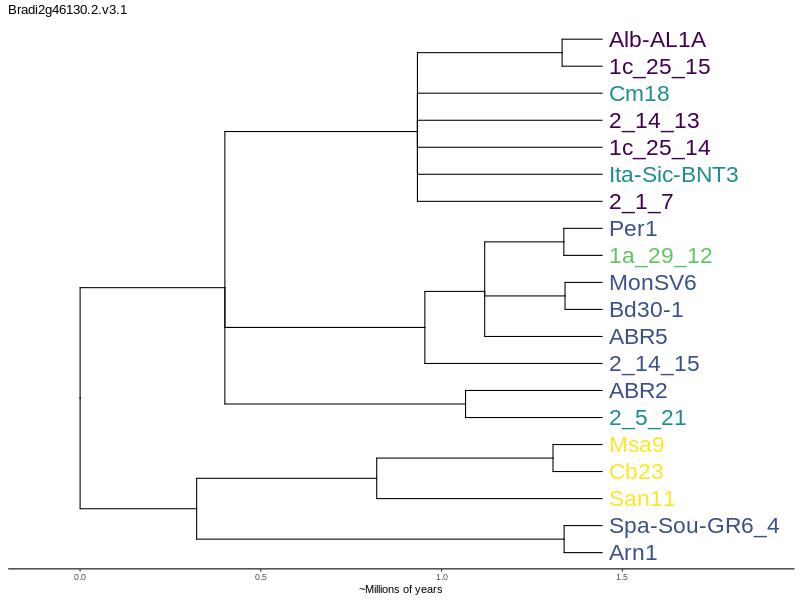 Bradi2g46130.2.v3.1
Alb-AL1A
1c_25_15
Cm18
2_14_13
1c_25_14
Ita-Sic-BNT3
2_1_7
Per1
1a_29_12
MonSV6
Bd30-1
ABR5
2_14_15
ABR2
2_5_21
Msa9
Cb23
San11
Spa-Sou-GR6_4
Arn1
0.0 0.5 1.0 1.5
~Millions of years